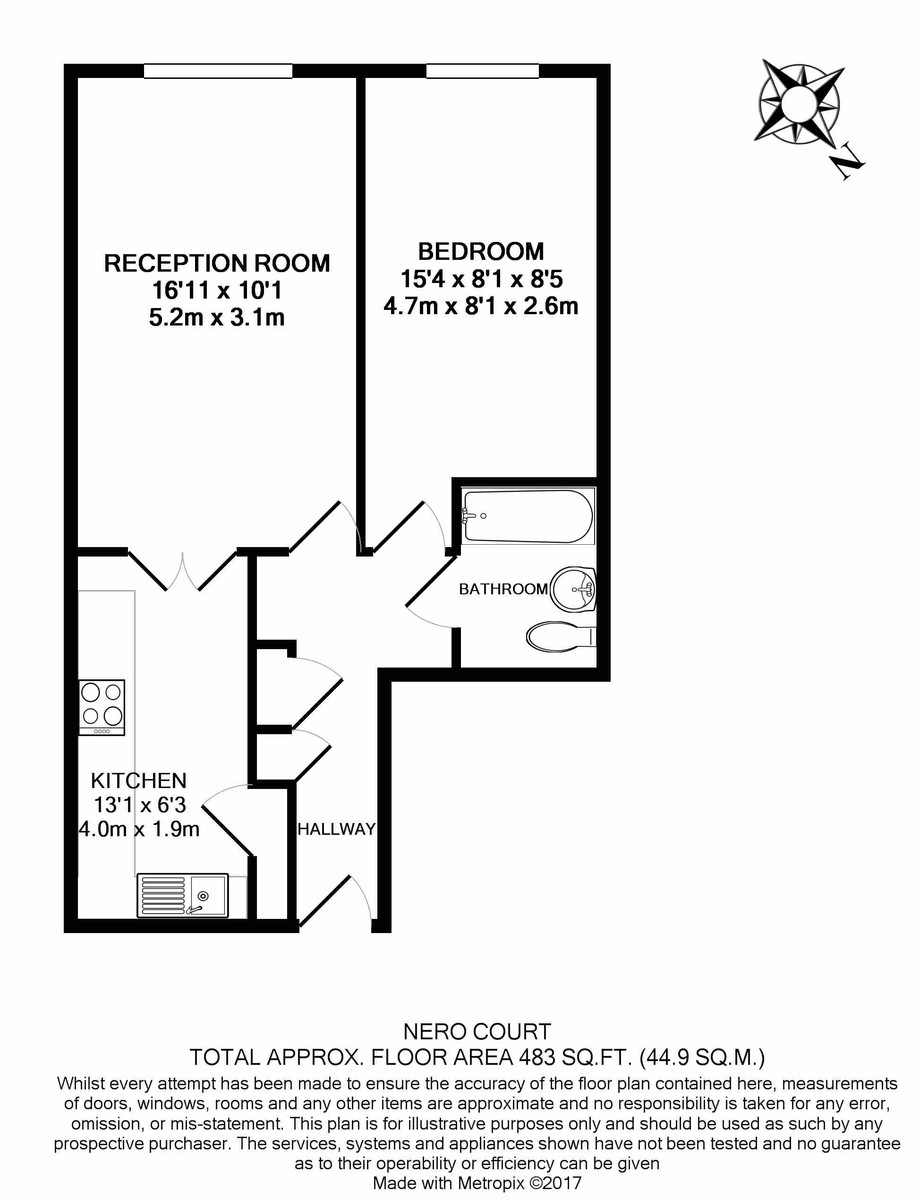 N
RECEPTION ROOM
16'11 x 10'1
5.2m x 3.1m
BEDROOM
15'4 x 8'1 x 8'5
4.7m x 8'1 x 2.6m
BATHROOM
KITCHEN
13'1 x 6'3
4.0m x 1.9m
HALLWAY
NERO COURT
TOTAL APPROX. FLOOR AREA 483 SQ.FT. (44.9 SQ.M.)
Whilst every attempt has been made to ensure the accuracy of the floor plan contained here, measurements
of doors, windows, rooms and any other items are approximate and no responsibility is taken for any error,
omission, or mis-statement. This plan is for illustrative purposes only and should be used as such by any
prospective purchaser. The services, systems and appliances shown have not been tested and no guarantee
as to their operability or efficiency can be given
Made with Metropix ©2017